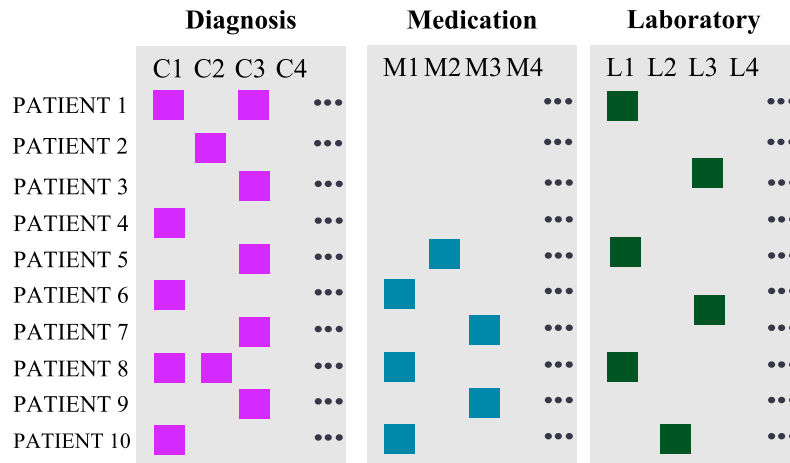 Diagnosis Medication Laboratory
C1 C2 C3 C4 M1 M2 M3 M4 L1 L2 L3 L4
PATIENT 1 ••• ••• •••
PATIENT 2 ••• ••• •••
PATIENT 3 ••• ••• •••
PATIENT 4 ••• ••• •••
PATIENT 5 ••• ••• •••
PATIENT 6 ••• ••• •••
PATIENT 7 ••• ••• •••
PATIENT 8 ••• ••• •••
PATIENT 9 ••• ••• •••
PATIENT 10 ••• ••• •••